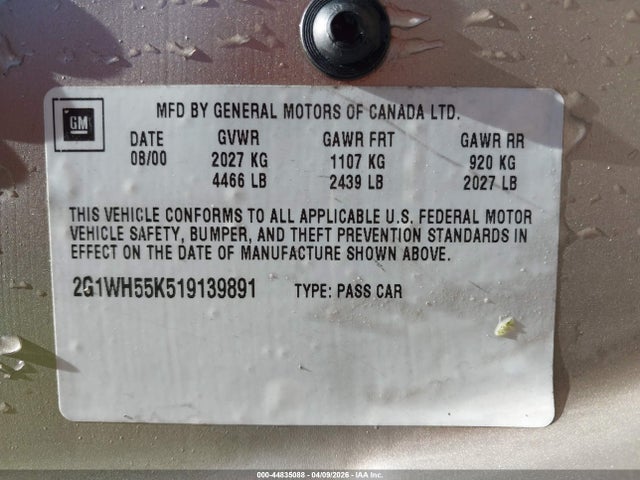 GM
MFD BY GENERAL MOTORS OF CANADA LTD.
DATE GVWR GAWR FRT GAWR RR
08/00 2027 KG 1107 KG 920 KG
4466 LB 2439 LB 2027 LB
THIS VEHICLE CONFORMS TO ALL APPLICABLE U.S. FEDERAL MOTOR
VEHICLE SAFETY, BUMPER, AND THEFT PREVENTION STANDARDS IN
EFFECT ON THE DATE OF MANUFACTURE SHOWN ABOVE.
2G1WH55K519139891 TYPE: PASS CAR
000-44835088 | 04/09/2026 | IAA Inc.